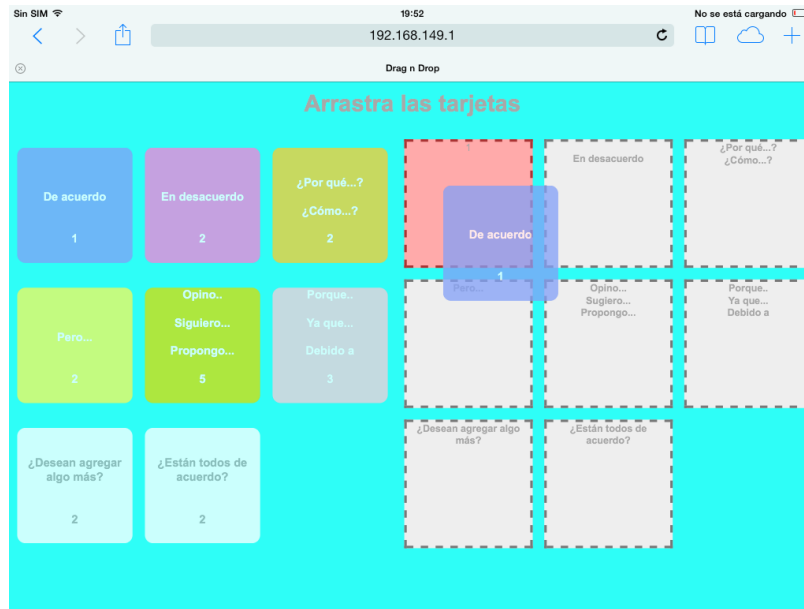 Sin SIM
19:52
No se está cargando
192.168.149.1
Drag n Drop
Arrastra las tarjetas
De acuerdo
1
En desacuerdo
2
¿Por qué...?
¿Cómo...?
2
1
En desacuerdo
¿Por qué...?
¿Cómo...?
De acuerdo
1
Pero...
2
Opino..
Siguiero...
Propongo...
5
Porque..
Ya que...
Debido a
3
Pero...
Opino...
Sugiero...
Propongo...
Porque..
Ya que...
Debido a
¿Desean agregar
algo más?
2
¿Están todos de
acuerdo?
2
¿Desean agregar algo
más?
¿Están todos de
acuerdo?